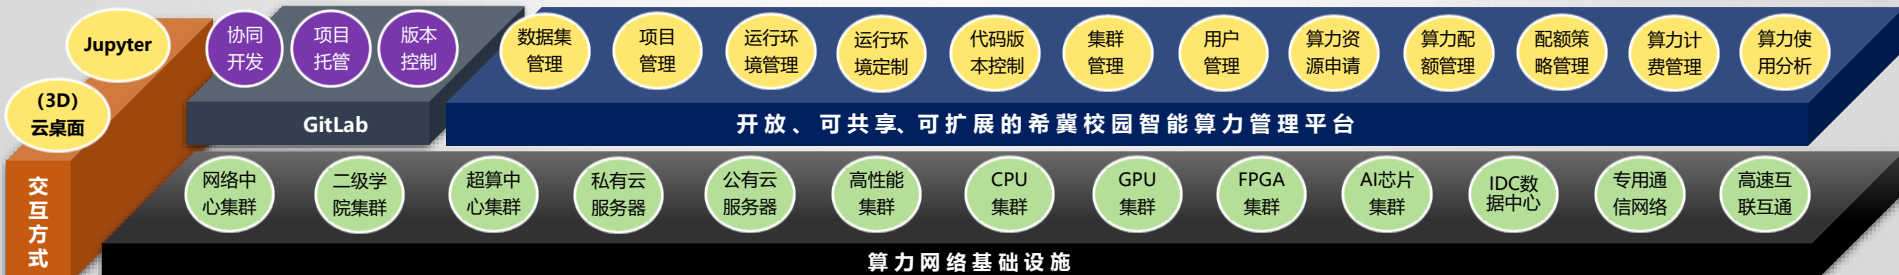 Jupyter
(3D)
云桌面
交互方式
协同
开发
项目
托管
版本
控制
GitLab
数据集
管理
项目
管理
运行环
境管理
运行环
境定制
代码版
本控制
集群
管理
用户
管理
算力资
源申请
算力配
额管理
配额策
略管理
算力计
费管理
算力使
用分析
开放、可共享、可扩展的希冀校园智能算力管理平台
网络中
心集群
二级学
院集群
超算中
心集群
私有云
服务器
公有云
服务器
高性能
集群
CPU
集群
GPU
集群
FPGA
集群
AI芯片
集群
IDC数
据中心
专用通
信网络
高速互
联互通
算力网络基础设施